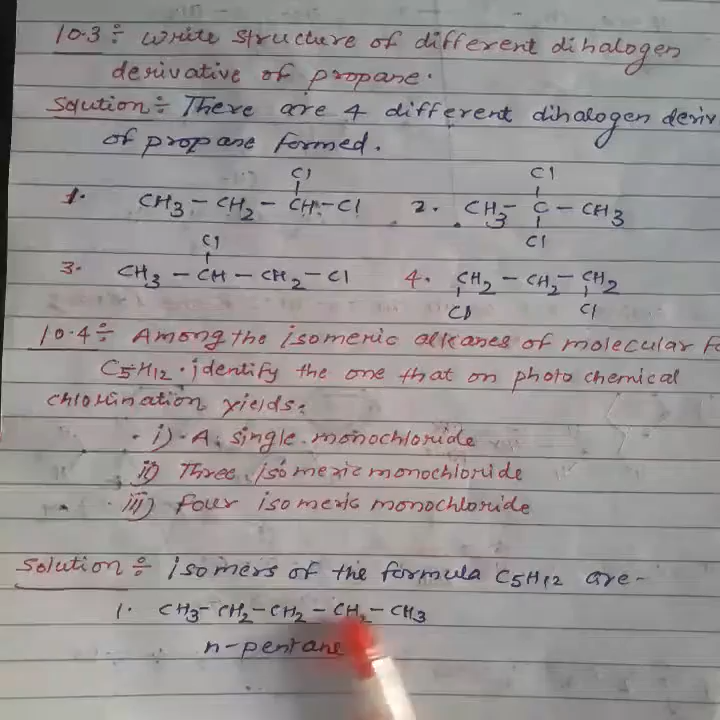 10.3 ÷ Write structure of different dihalogen
derivative of propane.
Solution ÷ There are 4 different dihalogen deriv
of propane formed.
Cl Cl
1. CH3 - CH2 - CH - Cl 2. CH3 - C - CH3
Cl Cl
3. CH3 - CH - CH2 - Cl 4. CH2 - CH2 - CH2
Cl Cl
10.4 ÷ Among the isomeric alkanes of molecular Fo
C5H12. identify the one that on photo chemical
chlorination yields:
i) A single monochloride
ii) Three isomeric monochloride
iii) Four isomeric monochloride
Solution ÷ isomers of the formula C5H12 are-
1. CH3 - CH2 - CH2 - CH2 - CH3
n-pentane